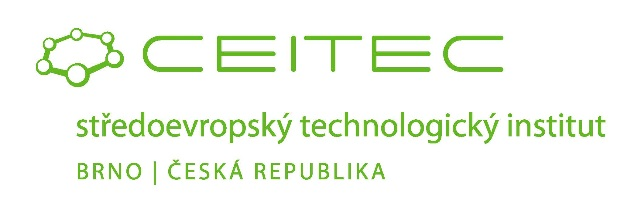 CEITEC
středoevropský technologický institut
BRNO | ČESKÁ REPUBLIKA